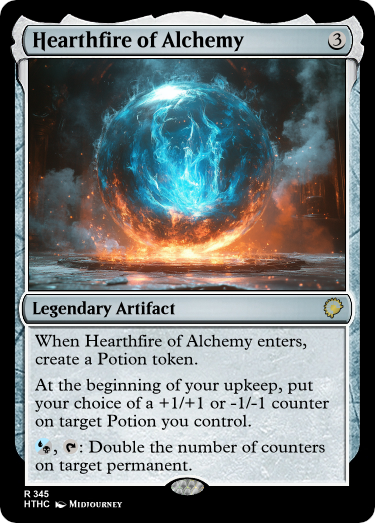 Hearthfire of Alchemy 3
Legendary Artifact
When Hearthfire of Alchemy enters,
create a Potion token.
At the beginning of your upkeep, put
your choice of a +1/+1 or -1/-1 counter
on target Potion you control.
, : Double the number of counters
on target permanent.
R 345
HTHC Midjourney